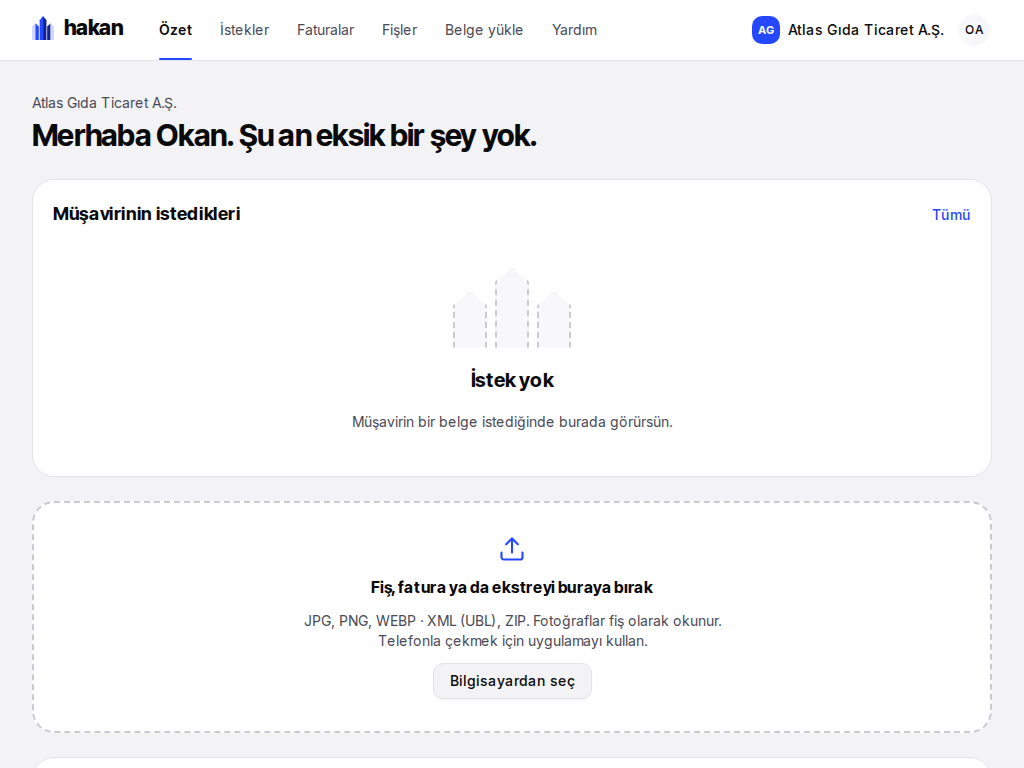 hakan
Özet
İstekler
Faturalar
Fişler
Belge yükle
Yardım
AG
Atlas Gıda Ticaret A.Ş.
OA
Atlas Gıda Ticaret A.Ş.
Merhaba Okan. Şu an eksik bir şey yok.
Müşavirinin istedikleri
Tümü
İstek yok
Müşavirin bir belge istediğinde burada görürsün.
Fiş, fatura ya da ekstreyi buraya bırak
JPG, PNG, WEBP · XML (UBL), ZIP. Fotoğraflar fiş olarak okunur.
Telefonla çekmek için uygulamayı kullan.
Bilgisayardan seç